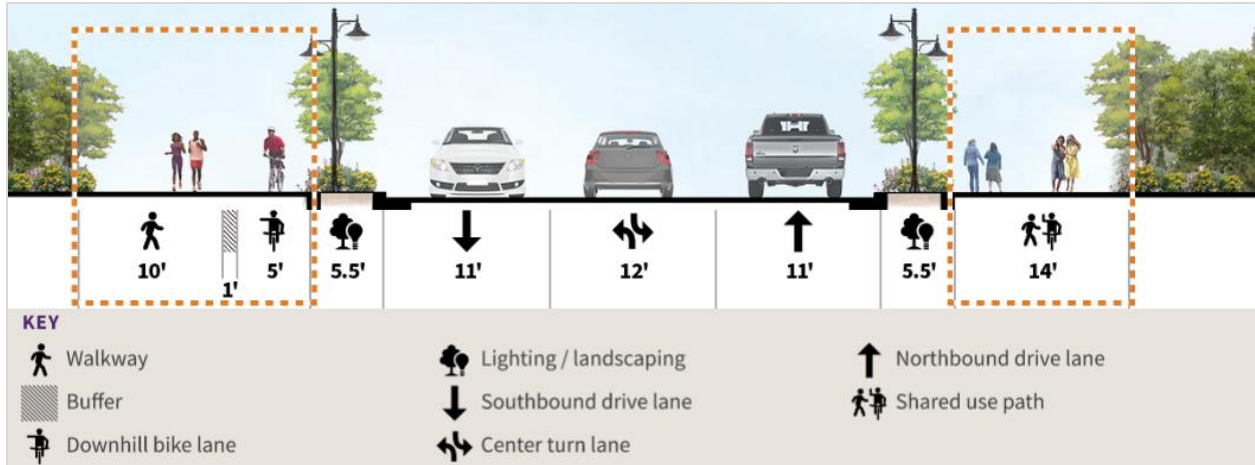 10'
1'
5'
5.5'
11'
12'
11'
5.5'
14'
KEY
Walkway
Buffer
Downhill bike lane
Lighting / landscaping
Southbound drive lane
Center turn lane
Northbound drive lane
Shared use path